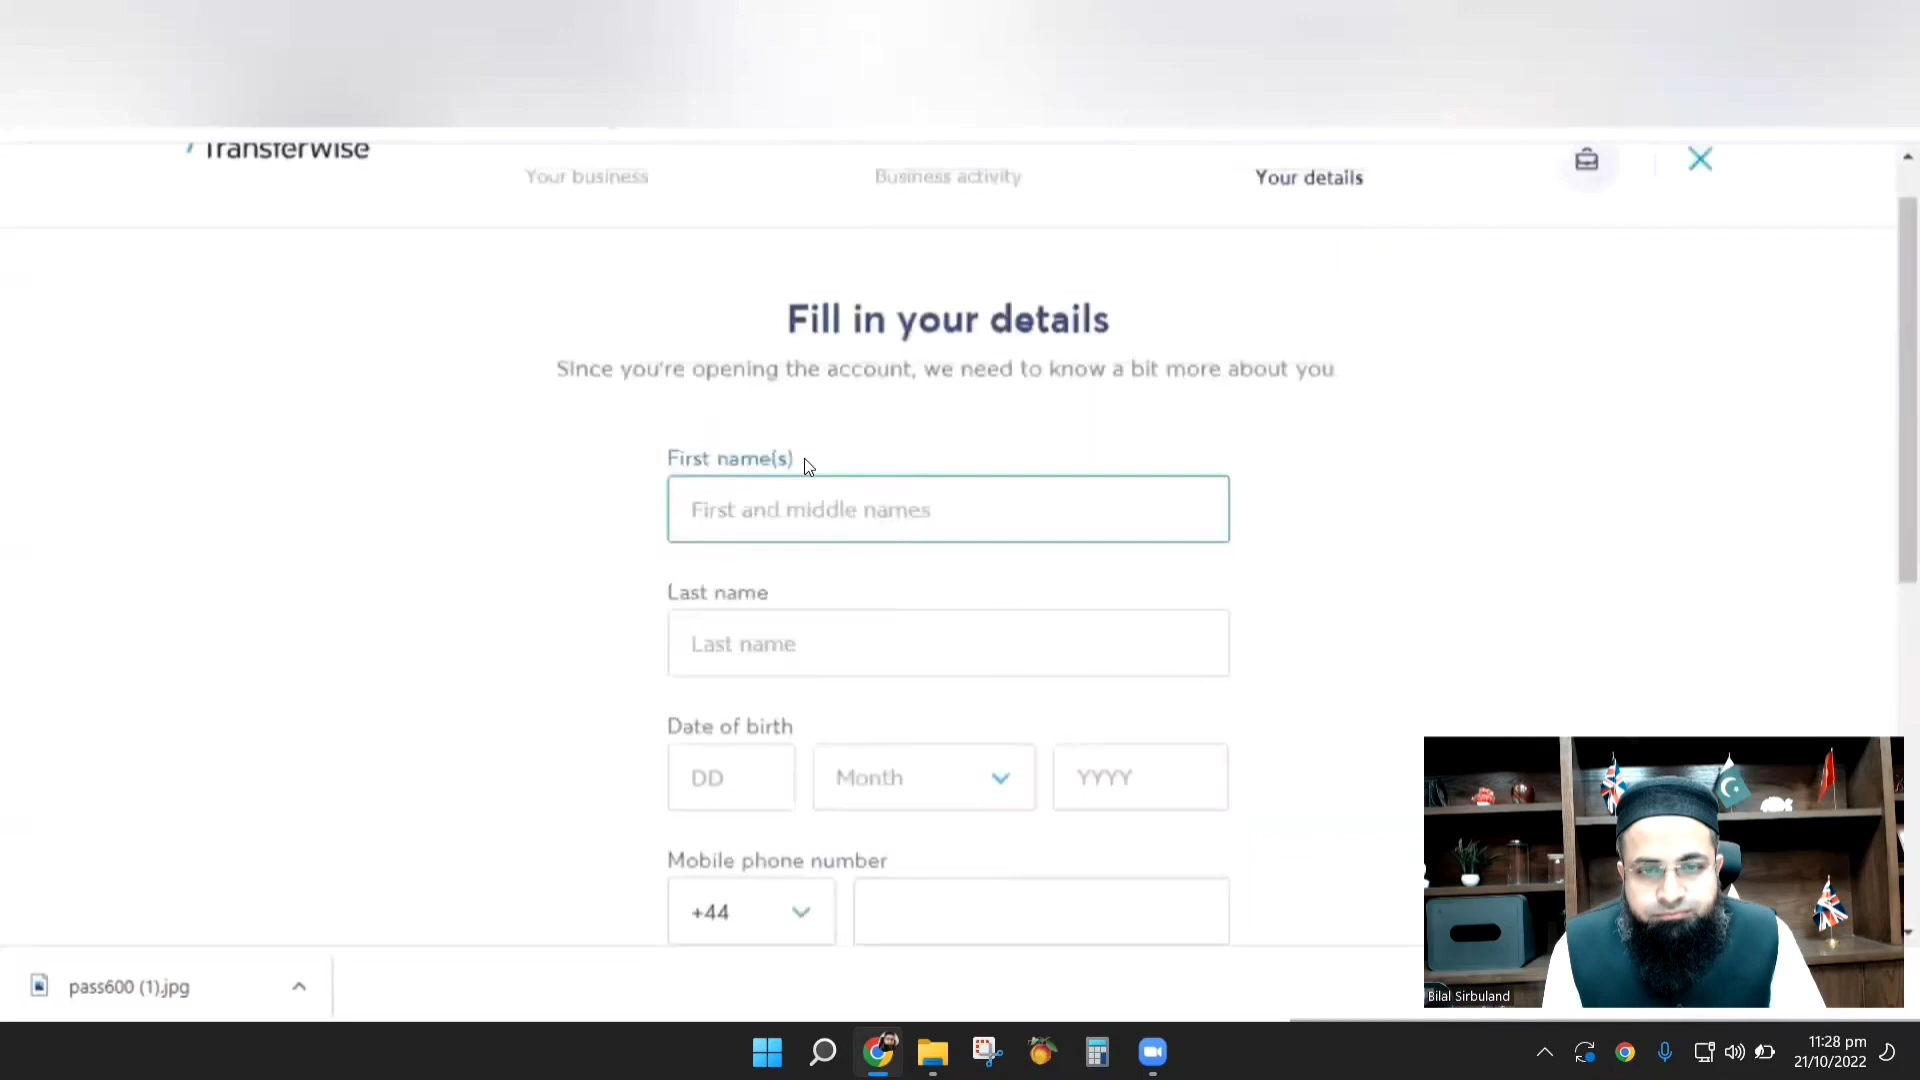 Transferwise
Your business
Business activity
Your details
Fill in your details
Since you're opening the account, we need to know a bit more about you
First name(s)
First and middle names
Last name
Last name
Date of birth
DD
Month
YYYY
Mobile phone number
+44
pass600 (1).jpg
Bilal Sirbuland
11:28 pm
21/10/2022